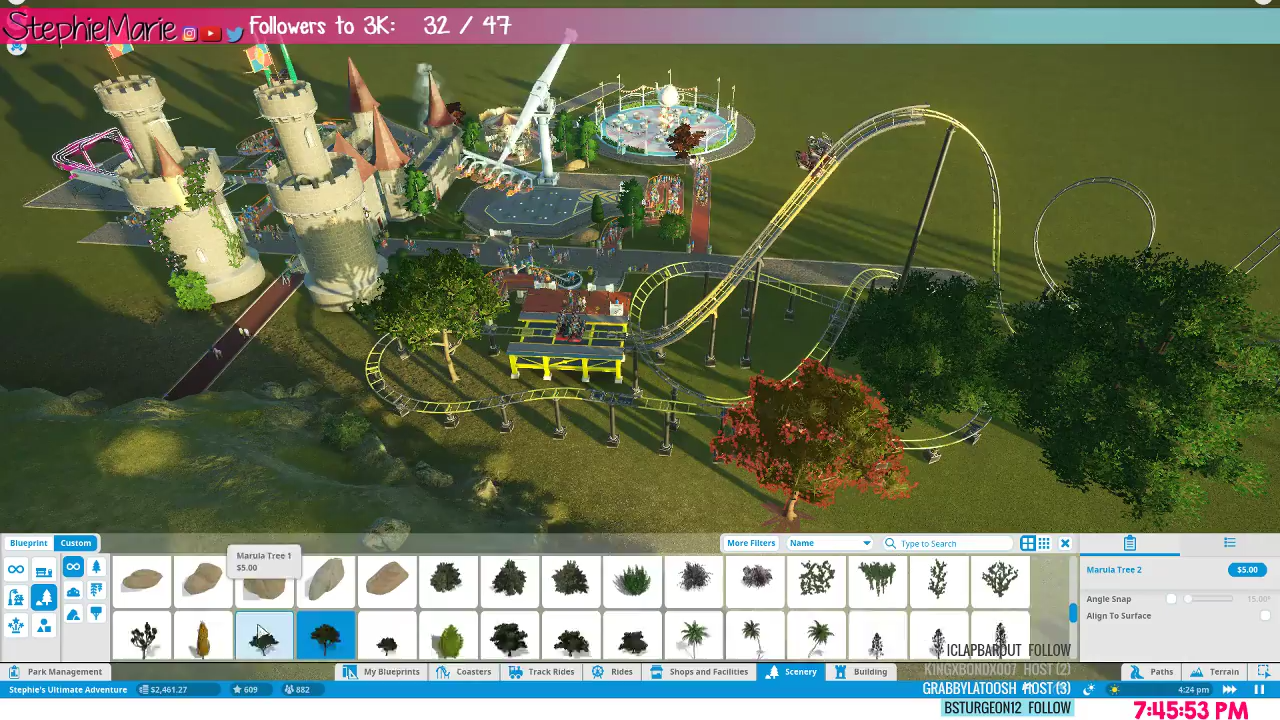 StephieMarie
Followers to 3K: 32 / 47
Blueprint
Custom
More Filters
Name
Type to Search
Marula Tree 1
$5.00
Marula Tree 2
$5.00
Angle Snap
15.00°
Align To Surface
ICLAPBAROUT FOLLOW
KINGXBONDX007 HOST (2)
GRABBYLATOOSH HOST (3)
BSTURGEON12 FOLLOW
Park Management
My Blueprints
Coasters
Track Rides
Rides
Shops and Facilities
Scenery
Building
Paths
Terrain
Stephie's Ultimate Adventure
$2,461.27
609
882
4:24 pm
7:45:53 PM